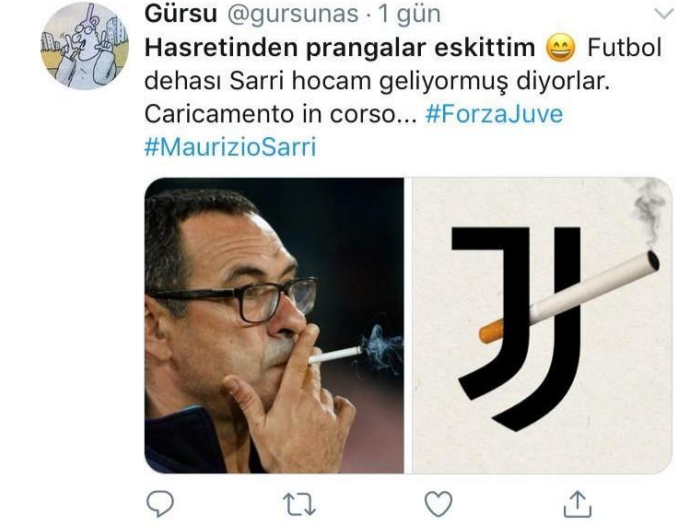 Gürsu @gursunas · 1 gün
Hasretinden prangalar eskittim 😄 Futbol
dehası Sarri hocam geliyormuş diyorlar.
Caricamento in corso... #ForzaJuve
#MaurizioSarri